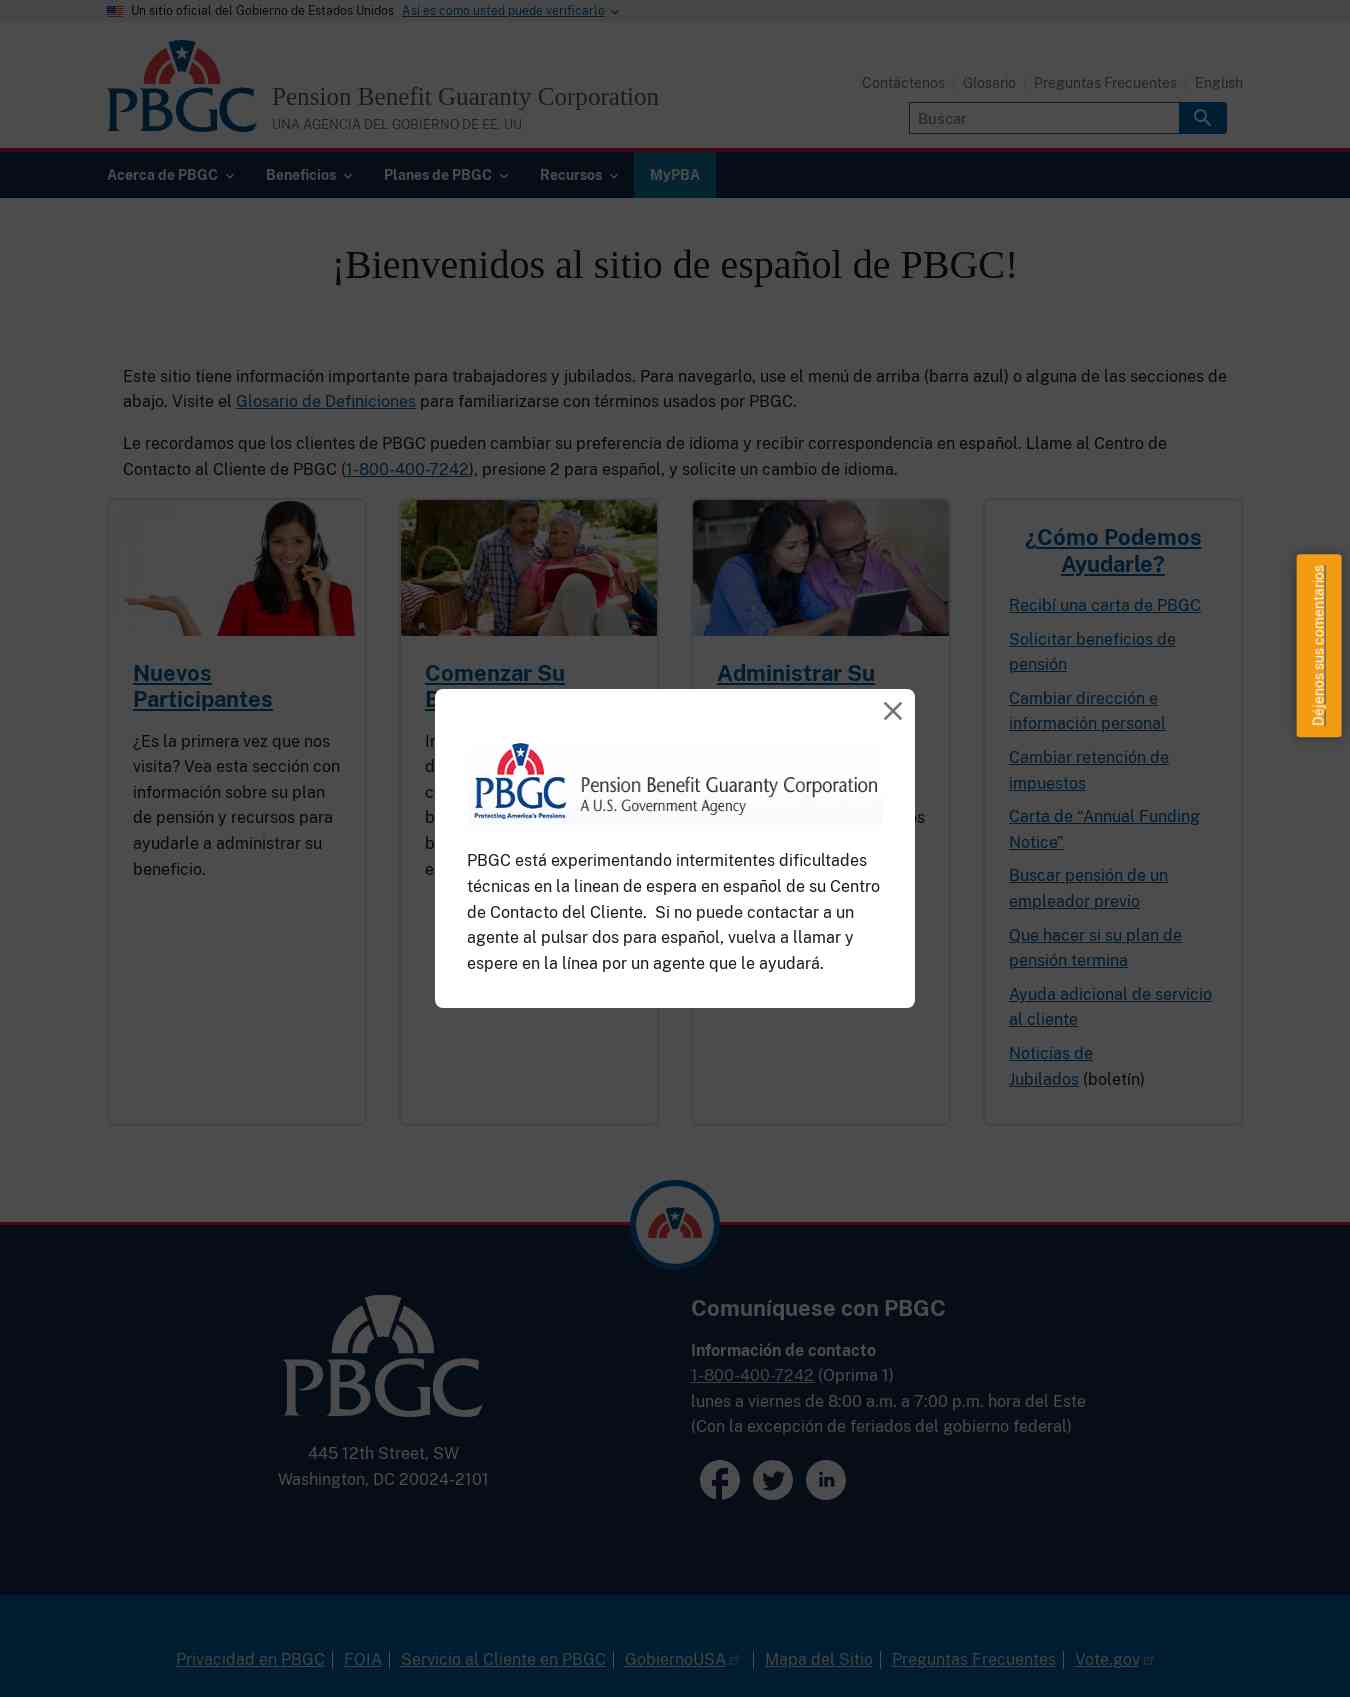 Un sitio oficial del Gobierno de Estados Unidos Así es como usted puede verificarlo
PBGC
Pension Benefit Guaranty Corporation
UNA AGENCIA DEL GOBIERNO DE EE. UU.
Contáctenos
Glosario
Preguntas Frecuentes
English
Buscar
Acerca de PBGC
Beneficios
Planes de PBGC
Recursos
MyPBA
¡Bienvenidos al sitio de español de PBGC!
Este sitio tiene información importante para trabajadores y jubilados. Para navegarlo, use el menú de arriba (barra azul) o alguna de las secciones de
abajo. Visite el Glosario de Definiciones para familiarizarse con términos usados por PBGC.
Le recordamos que los clientes de PBGC pueden cambiar su preferencia de idioma y recibir correspondencia en español. Llame al Centro de
Contacto al Cliente de PBGC (1-800-400-7242), presione 2 para español, y solicite un cambio de idioma.
Nuevos
Participantes
¿Es la primera vez que nos
visita? Vea esta sección con
información sobre su plan
de pensión y recursos para
ayudarle a administrar su
beneficio.
Comenzar Su
Administrar Su
¿Cómo Podemos
Ayudarle?
Recibí una carta de PBGC
Solicitar beneficios de
pensión
Cambiar dirección e
información personal
Cambiar retención de
impuestos
Carta de “Annual Funding
Notice”
Buscar pensión de un
empleador previo
Que hacer si su plan de
pensión termina
Ayuda adicional de servicio
al cliente
Noticias de
Jubilados (boletín)
Déjenos sus comentarios
PBGC
Protecting America's Pensions
Pension Benefit Guaranty Corporation
A U.S. Government Agency
PBGC está experimentando intermitentes dificultades
técnicas en la linean de espera en español de su Centro
de Contacto del Cliente.  Si no puede contactar a un
agente al pulsar dos para español, vuelva a llamar y
espere en la línea por un agente que le ayudará.
PBGC
445 12th Street, SW
Washington, DC 20024-2101
Comuníquese con PBGC
Información de contacto
1-800-400-7242 (Oprima 1)
lunes a viernes de 8:00 a.m. a 7:00 p.m. hora del Este
(Con la excepción de feriados del gobierno federal)
in
Privacidad en PBGC
FOIA
Servicio al Cliente en PBGC
GobiernoUSA
Mapa del Sitio
Preguntas Frecuentes
Vote.gov